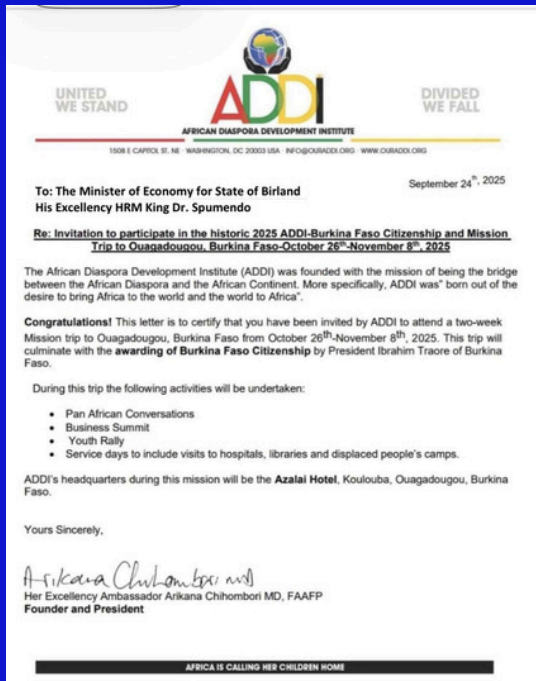 UNITED
WE STAND
ADDI
DIVIDED
WE FALL
AFRICAN DIASPORA DEVELOPMENT INSTITUTE
1508 E CAPITOL ST. NE · WASHINGTON, DC 20003 USA · INFO@OURADDI.ORG · WWW.OURADDI.ORG
September 24th, 2025
To: The Minister of Economy for State of Birland
His Excellency HRM King Dr. Spumendo
Re: Invitation to participate in the historic 2025 ADDI-Burkina Faso Citizenship and Mission
Trip to Ouagadougou, Burkina Faso-October 26th-November 8th, 2025
The African Diaspora Development Institute (ADDI) was founded with the mission of being the bridge
between the African Diaspora and the African Continent. More specifically, ADDI was" born out of the
desire to bring Africa to the world and the world to Africa".
Congratulations! This letter is to certify that you have been invited by ADDI to attend a two-week
Mission trip to Ouagadougou, Burkina Faso from October 26th-November 8th, 2025. This trip will
culminate with the awarding of Burkina Faso Citizenship by President Ibrahim Traore of Burkina
Faso.
During this trip the following activities will be undertaken:
• Pan African Conversations
• Business Summit
• Youth Rally
• Service days to include visits to hospitals, libraries and displaced people's camps.
ADDI's headquarters during this mission will be the Azalai Hotel, Koulouba, Ouagadougou, Burkina
Faso.
Yours Sincerely,
Arikana Chihombori MD
Her Excellency Ambassador Arikana Chihombori MD, FAAFP
Founder and President
AFRICA IS CALLING HER CHILDREN HOME